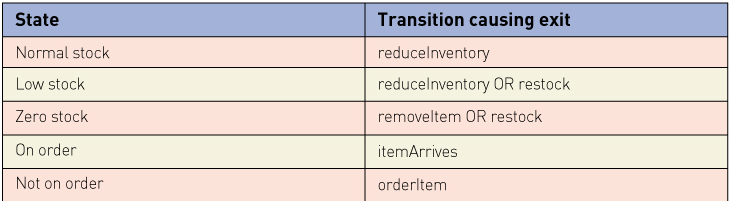 State Transition causing exit
Normal stock reduceInventory
Low stock reduceInventory OR restock
Zero stock removeItem OR restock
On order itemArrives
Not on order orderItem